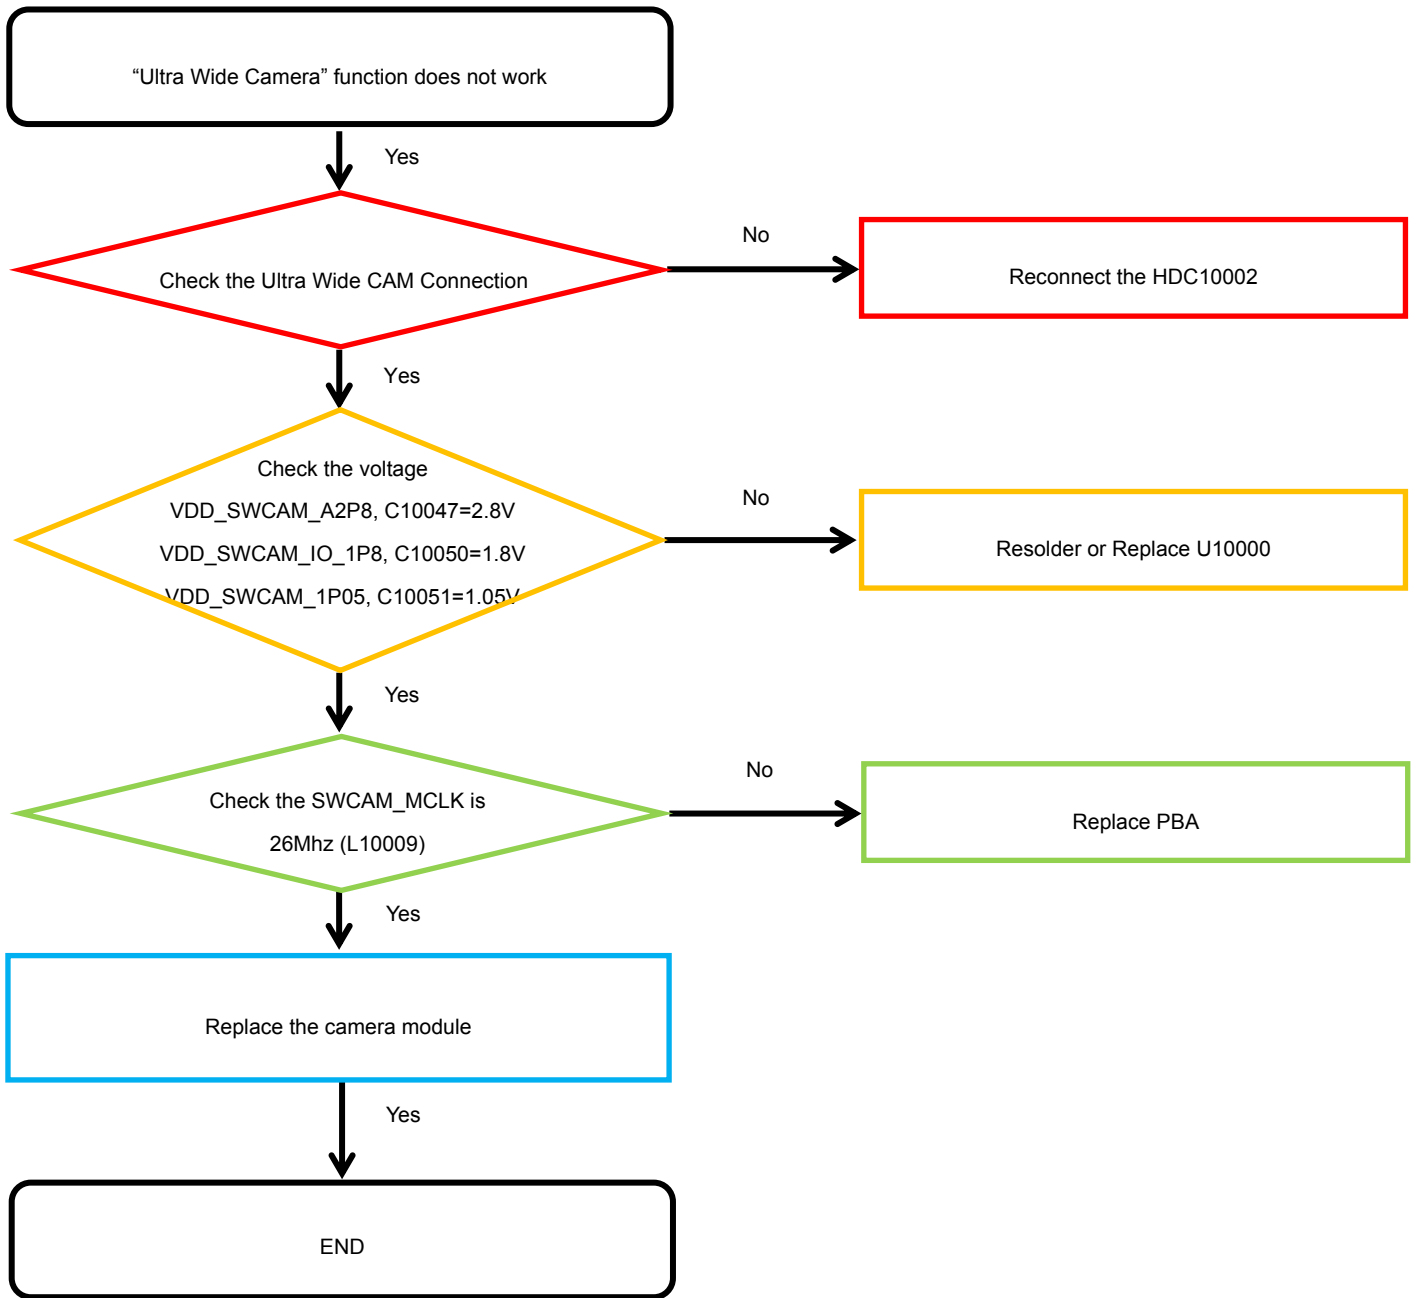 “Ultra Wide Camera” function does not work
Yes
Check the Ultra Wide CAM Connection
No
Reconnect the HDC10002
Yes
Check the voltage
VDD_SWCAM_A2P8, C10047=2.8V
VDD_SWCAM_IO_1P8, C10050=1.8V
VDD_SWCAM_1P05, C10051=1.05V
No
Resolder or Replace U10000
Yes
Check the SWCAM_MCLK is
26Mhz (L10009)
No
Replace PBA
Yes
Replace the camera module
Yes
END